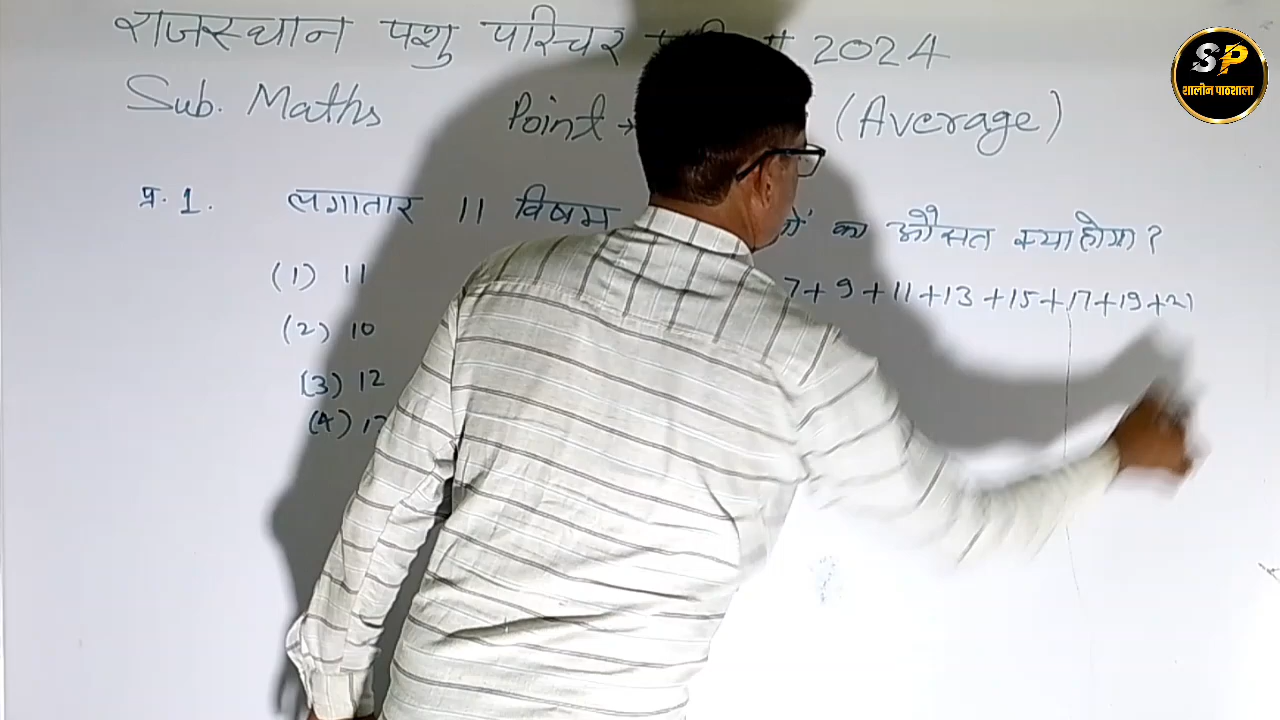 राजस्थान पशु परिचर 2024
SP
शालीन पाठशाला
Sub. Maths Point → (Average)
प्र. 1. लगातार 11 विषम का औसत क्या होगा ?
(1) 11
7 + 9 + 11 + 13 + 15 + 17 + 19 + 21
(2) 10
(3) 12
(4)